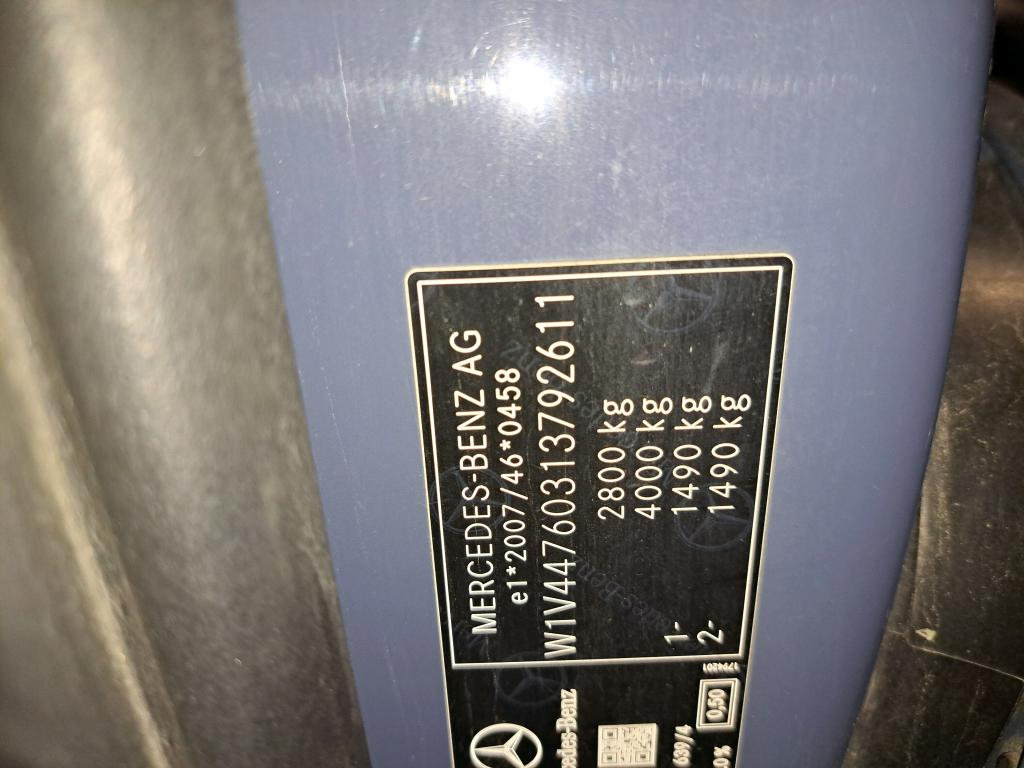 MERCEDES-BENZ AG
e1*2007/46*0458
W1V44760313792611
2800 kg
4000 kg
1- 1490 kg
2- 1490 kg
1794201
0,50